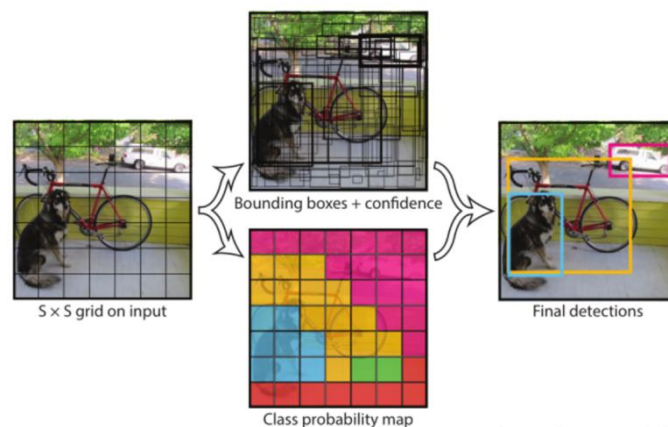 Bounding boxes + confidence
S × S grid on input
Final detections
Class probability map